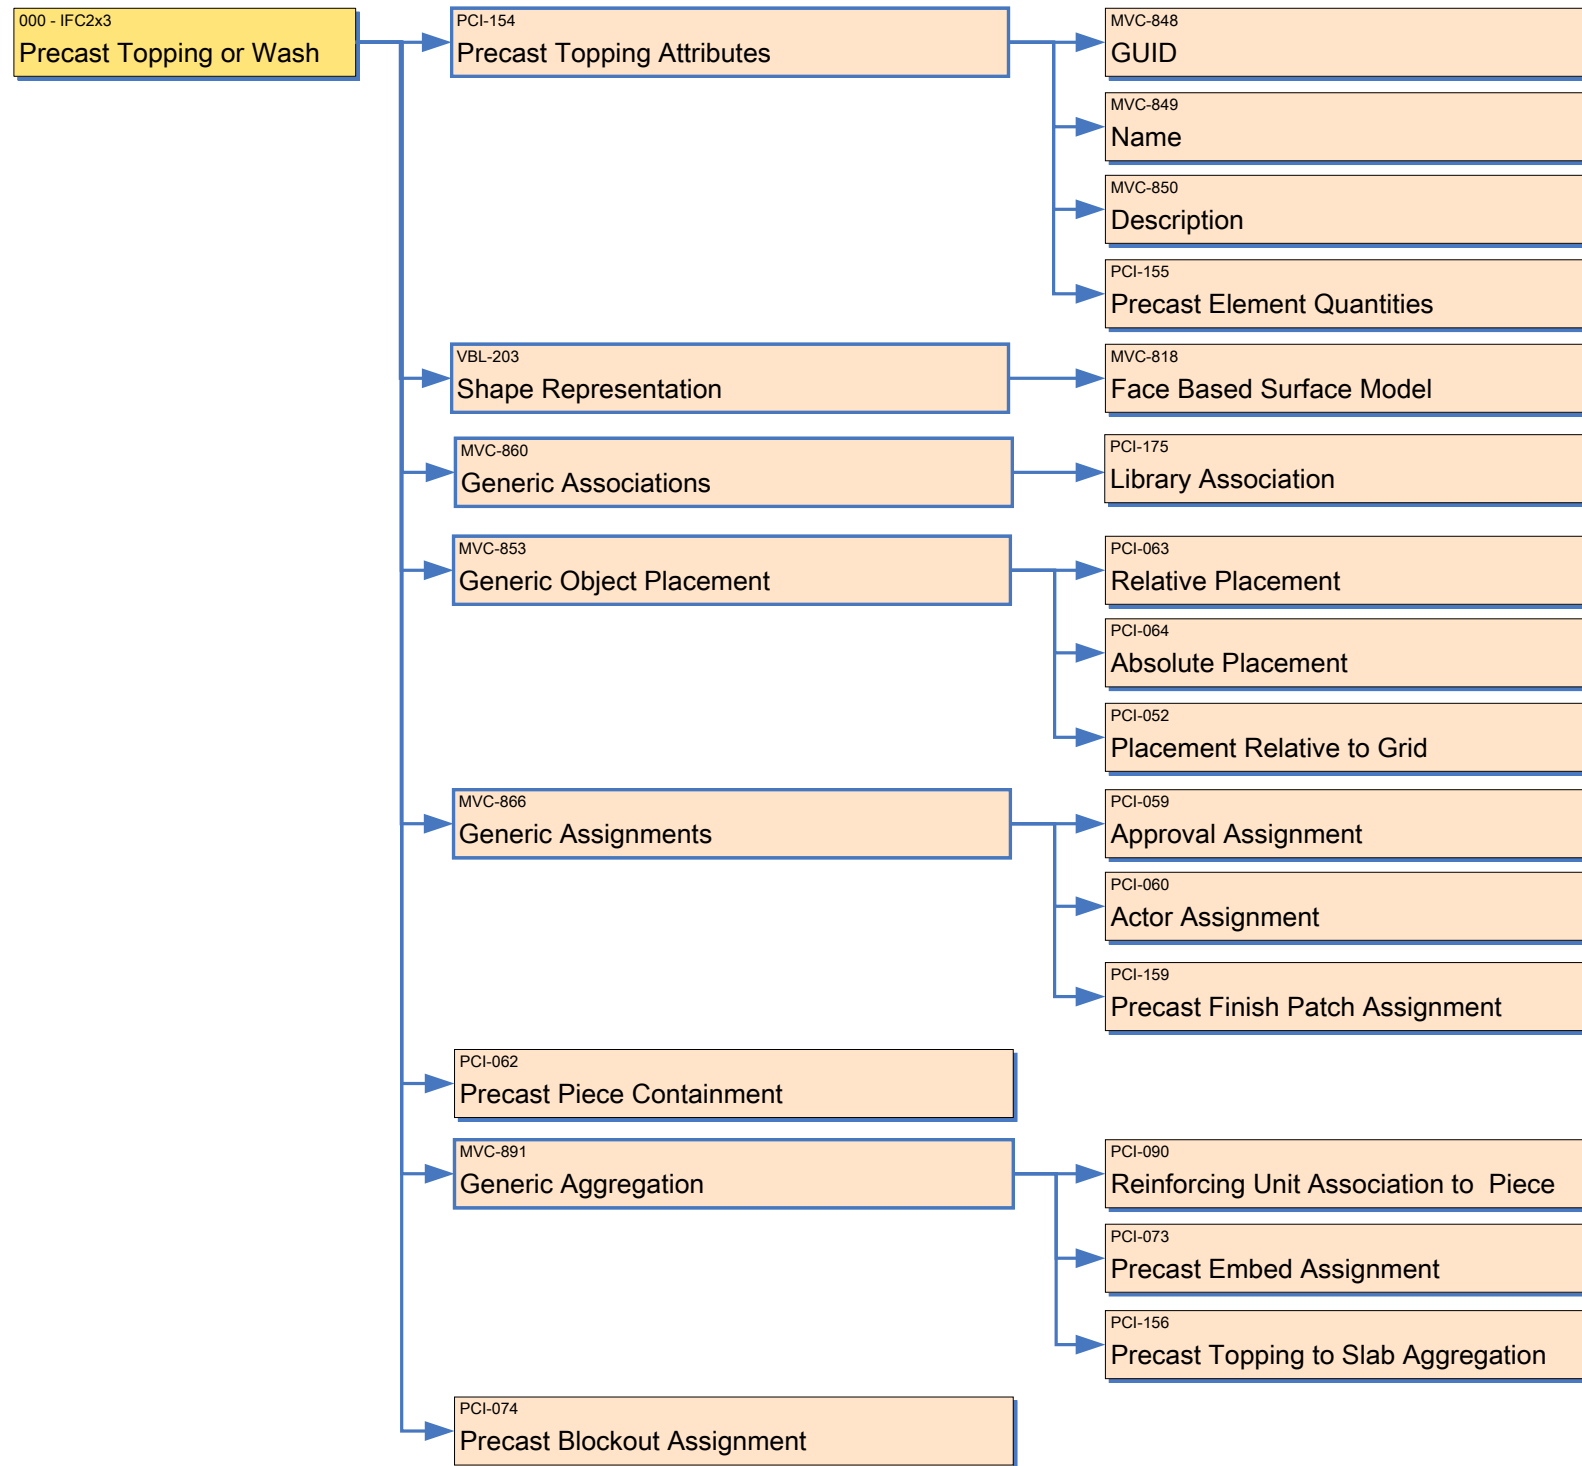 000 - IFC2x3
Precast Topping or Wash
PCI-154
Precast Topping Attributes
MVC-848
GUID
MVC-849
Name
MVC-850
Description
PCI-155
Precast Element Quantities
VBL-203
Shape Representation
MVC-818
Face Based Surface Model
MVC-860
Generic Associations
PCI-175
Library Association
MVC-853
Generic Object Placement
PCI-063
Relative Placement
PCI-064
Absolute Placement
PCI-052
Placement Relative to Grid
MVC-866
Generic Assignments
PCI-059
Approval Assignment
PCI-060
Actor Assignment
PCI-159
Precast Finish Patch Assignment
PCI-062
Precast Piece Containment
MVC-891
Generic Aggregation
PCI-090
Reinforcing Unit Association to  Piece
PCI-073
Precast Embed Assignment
PCI-156
Precast Topping to Slab Aggregation
PCI-074
Precast Blockout Assignment